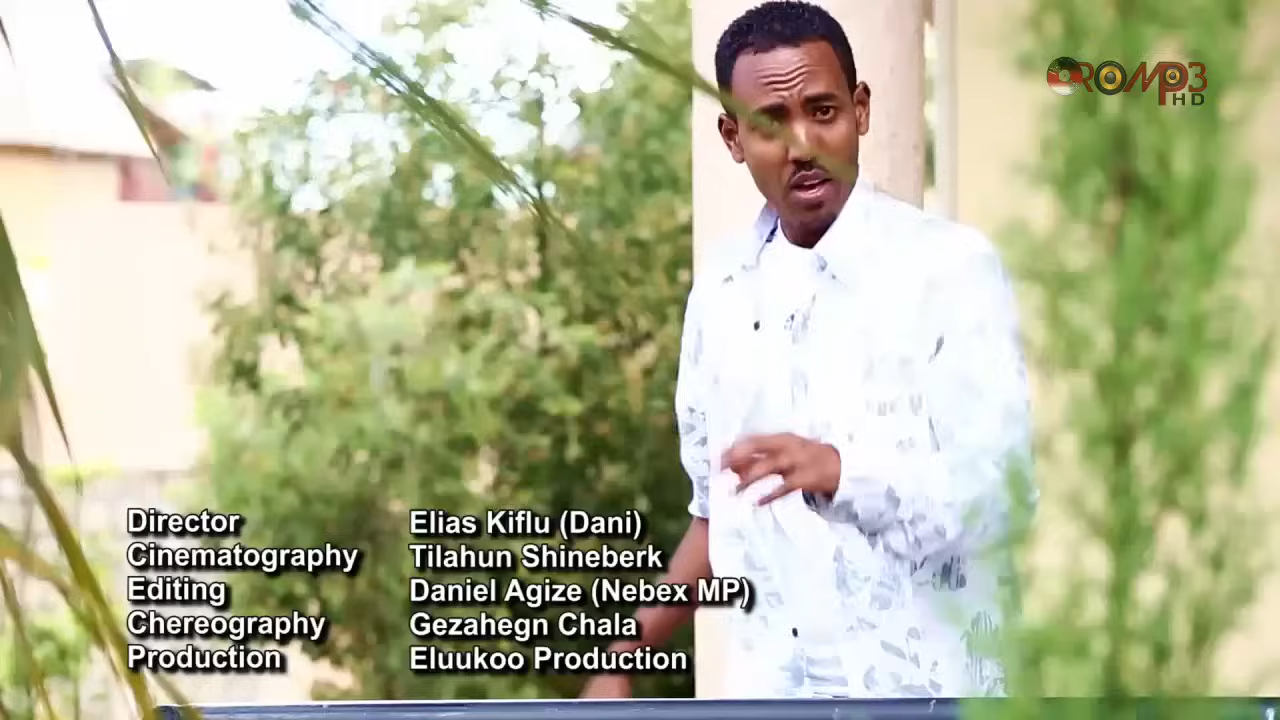 OROMP3
HD
Director Elias Kiflu (Dani)
Cinematography Tilahun Shineberk
Editing Daniel Agize (Nebex MP)
Chereography Gezahegn Chala
Production Eluukoo Production